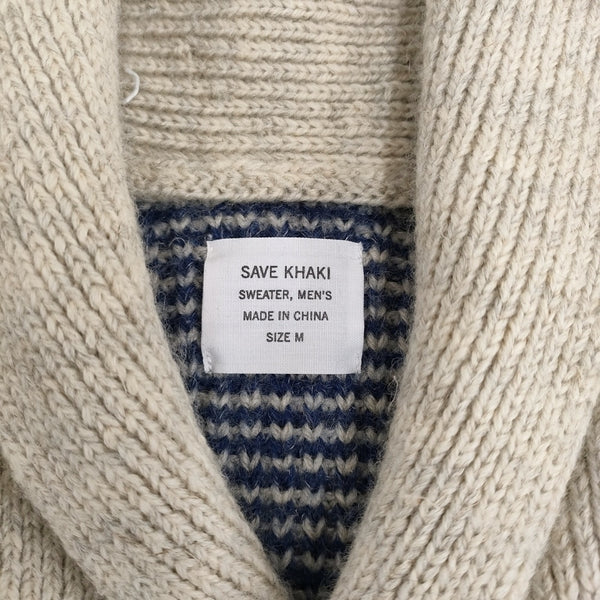 SAVE KHAKI
SWEATER, MEN'S
MADE IN CHINA
SIZE M